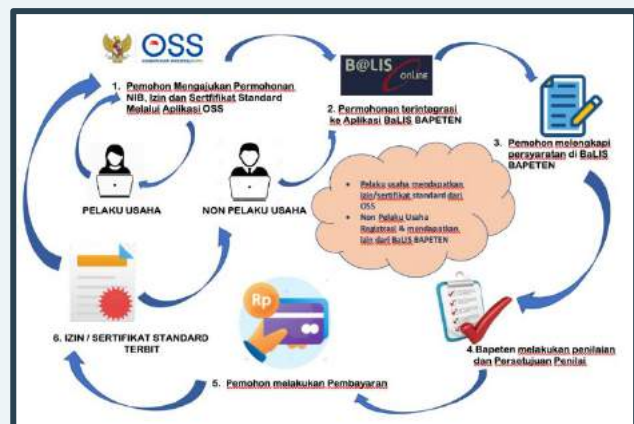 OSS
1. Pemohon Mengajukan Permohonan
NIB, Izin dan Sertfifikat Standard
Melalui Aplikasi OSS
B@LIS
onLine
2. Permohonan terintegrasi
ke Aplikasi BaLIS BAPETEN
3. Pemohon melengkapi
persyaratan di BaLIS
BAPETEN
PELAKU USAHA
NON PELAKU USAHA
• Pelaku usaha mendapatkan
izin/sertifikat standard dari
OSS
• Non Pelaku Usaha
Registrasi & mendapatkan
izin dari BaLIS BAPETEN
Rp
6. IZIN / SERTIFIKAT STANDARD
TERBIT
5. Pemohon melakukan Pembayaran
4.Bapeten melakukan penilaian
dan Persetujuan Penilai